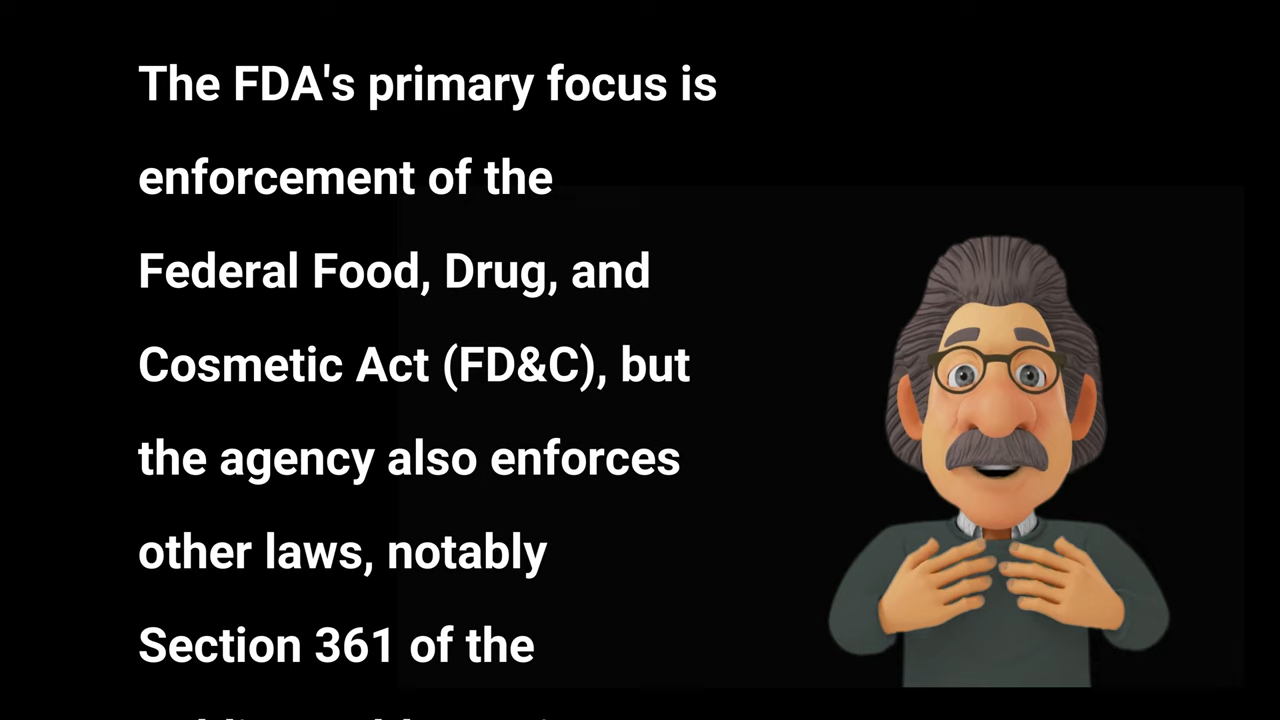 The FDA's primary focus is
enforcement of the
Federal Food, Drug, and
Cosmetic Act (FD&C), but
the agency also enforces
other laws, notably
Section 361 of the